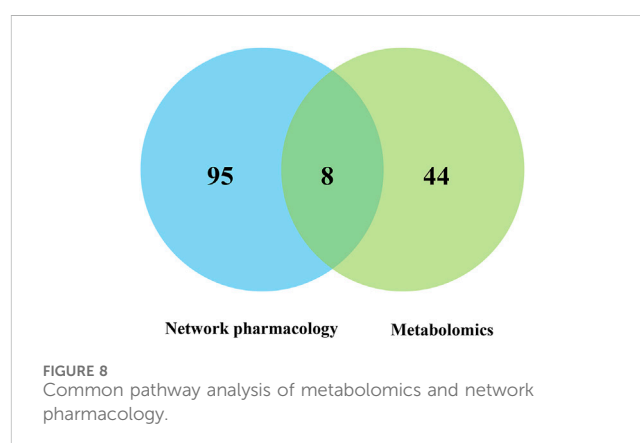 95 8 44
Network pharmacology Metabolomics
FIGURE 8
Common pathway analysis of metabolomics and network
pharmacology.